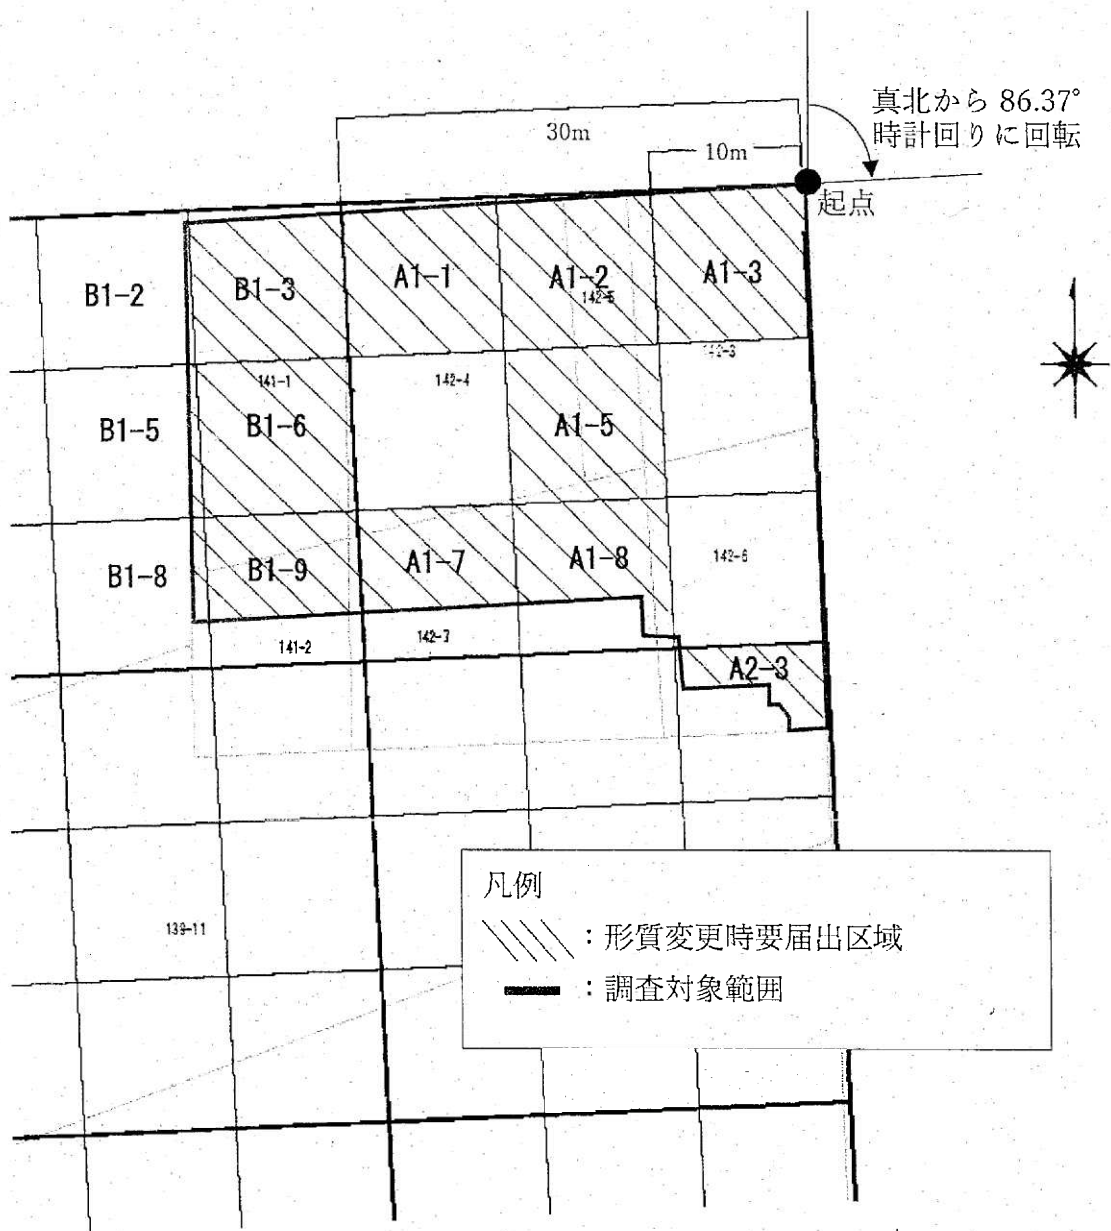 真北から 86.37°
時計回りに回転
30m
10m
起点
B1-2
B1-3
A1-1
A1-2
142-5
A1-3
142-3
141-1
142-4
B1-5
B1-6
A1-5
B1-8
B1-9
A1-7
A1-8
142-6
141-2
142-7
A2-3
139-11
凡例
：形質変更時要届出区域
：調査対象範囲